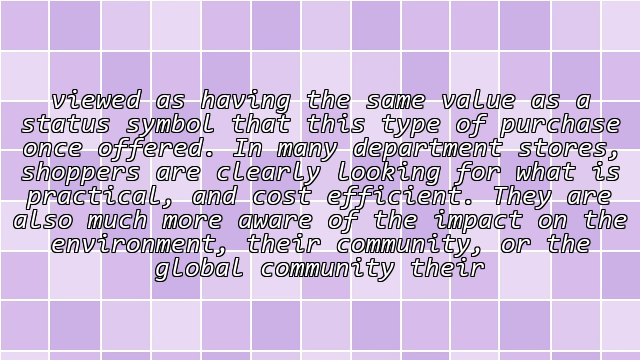 viewed as having the same value as a
status symbol that this type of purchase
once offered. In many department stores,
shoppers are clearly looking for what is
practical, and cost efficient. They are
also much more aware of the impact on the
environment, their community, or the
global community their